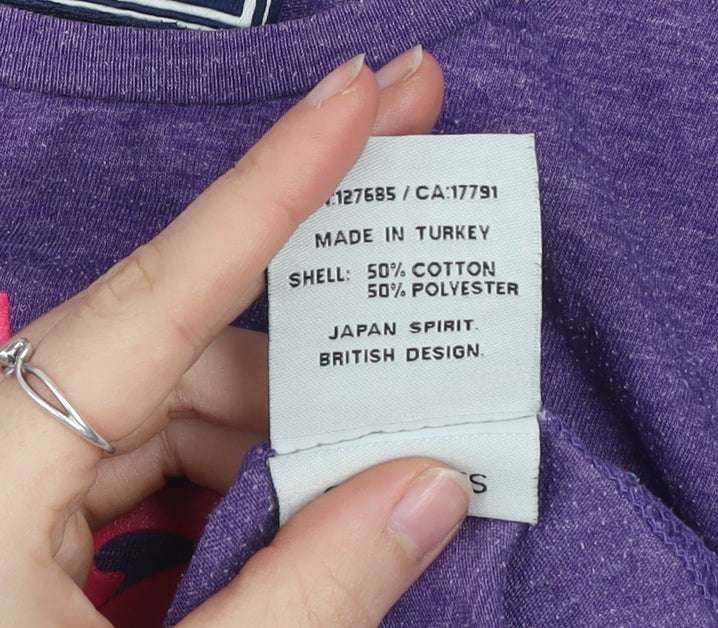 :127685 / CA:17791
MADE IN TURKEY
SHELL: 50% COTTON
50% POLYESTER
JAPAN SPIRIT.
BRITISH DESIGN.